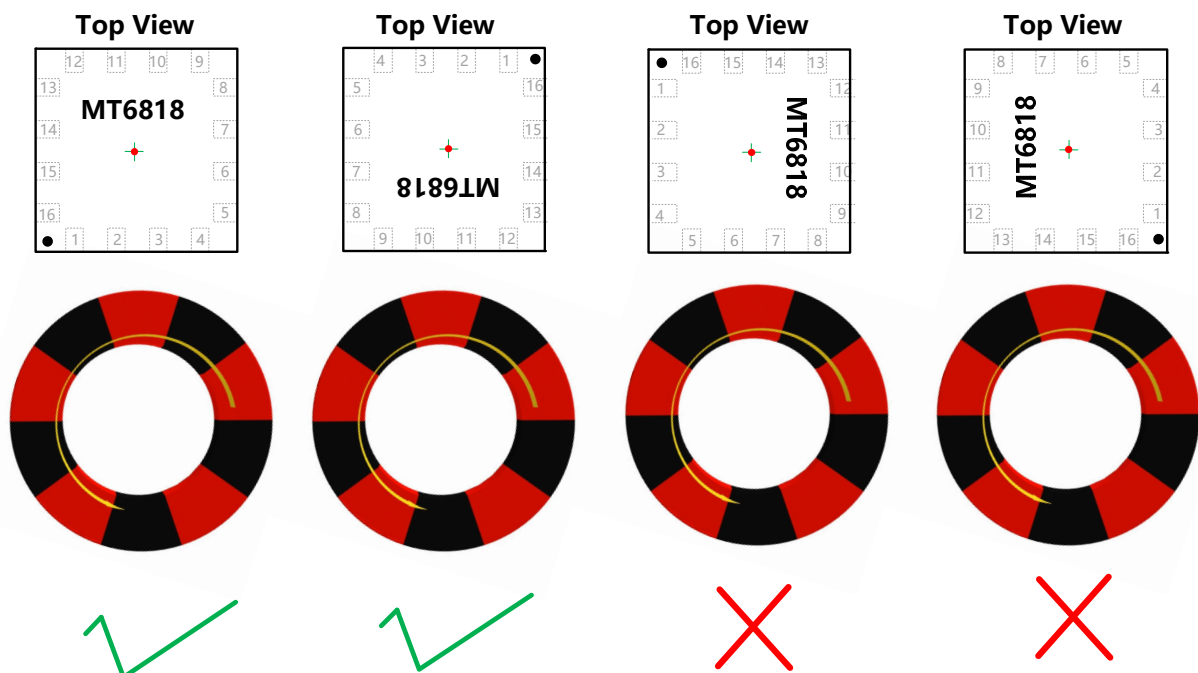 Top View
12 11 10 9
13 8
MT6818
14 7
15 6
16 5
1 2 3 4
Top View
4 3 2 1
5 16
6 15
7 14
MT6818
8 13
9 10 11 12
Top View
16 15 14 13
1 12
2 11
MT6818
3 10
4 9
5 6 7 8
Top View
8 7 6 5
9 4
10 3
MT6818
11 2
12 1
13 14 15 16